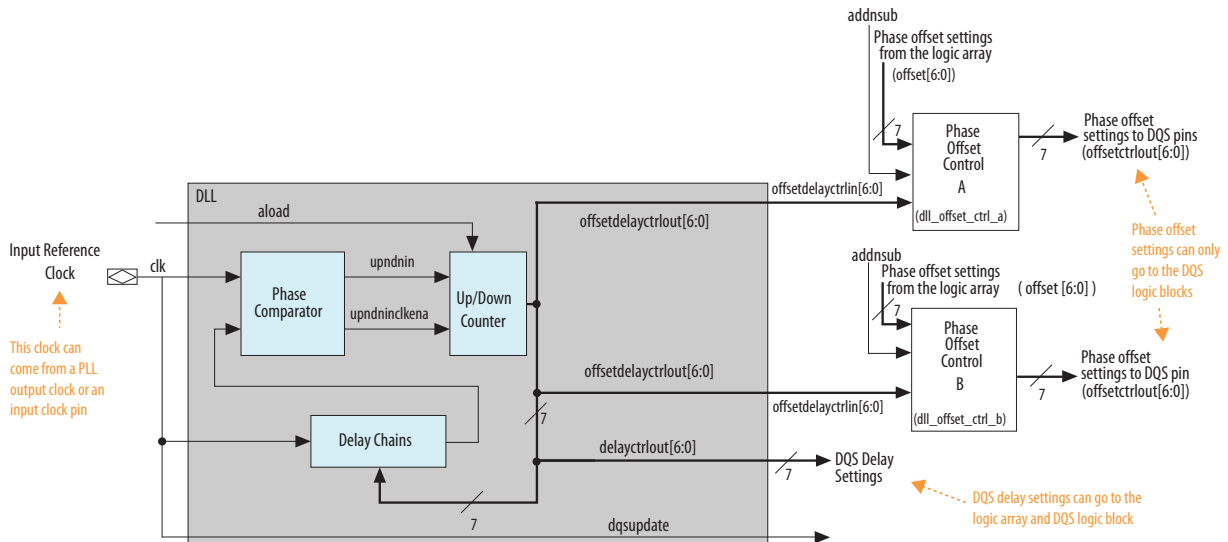 addnsub
Phase offset settings
from the logic array
(offset[6:0])
7
Phase
Offset
Control
A
(dll_offset_ctrl_a)
7
Phase offset
settings to DQS pins
(offsetctrlout[6:0])
DLL
aload
offsetdelayctrlout[6:0]
offsetdelayctrlin[6:0]
Phase offset
settings can only
go to the DQS
logic blocks
Input Reference
Clock
clk
Phase
Comparator
upndnin
upndninclkena
Up/Down
Counter
addnsub
Phase offset settings
from the logic array
( offset [6:0] )
7
Phase
Offset
Control
B
(dll_offset_ctrl_b)
7
Phase offset
settings to DQS pin
(offsetctrlout[6:0])
This clock can
come from a PLL
output clock or an
input clock pin
offsetdelayctrlout[6:0]
offsetdelayctrlin[6:0]
7
Delay Chains
delayctrlout[6:0]
7
DQS Delay
Settings
7
DQS delay settings can go to the
logic array and DQS logic block
dqsupdate